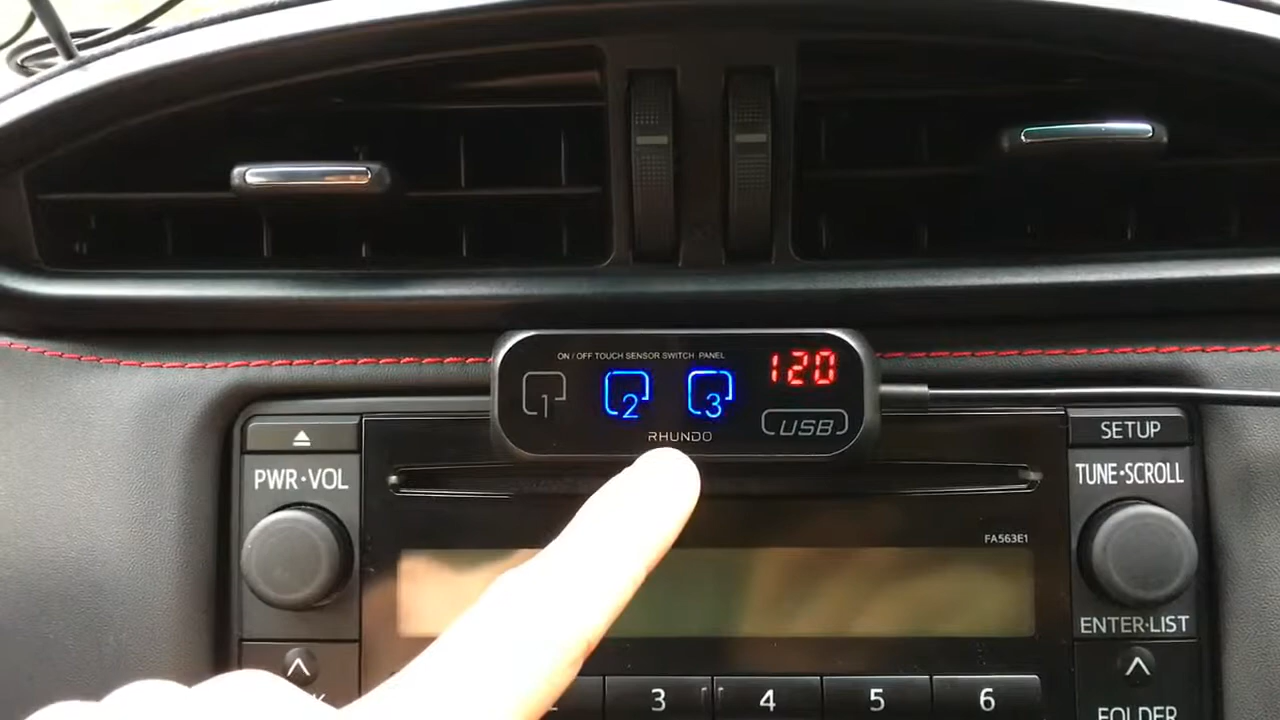 ON / OFF TOUCH SENSOR SWITCH PANEL
120
1
2
3
USB
RHUNDO
PWR•VOL
SETUP
TUNE•SCROLL
FA563E1
ENTER•LIST
3
4
5
6
FOLDER